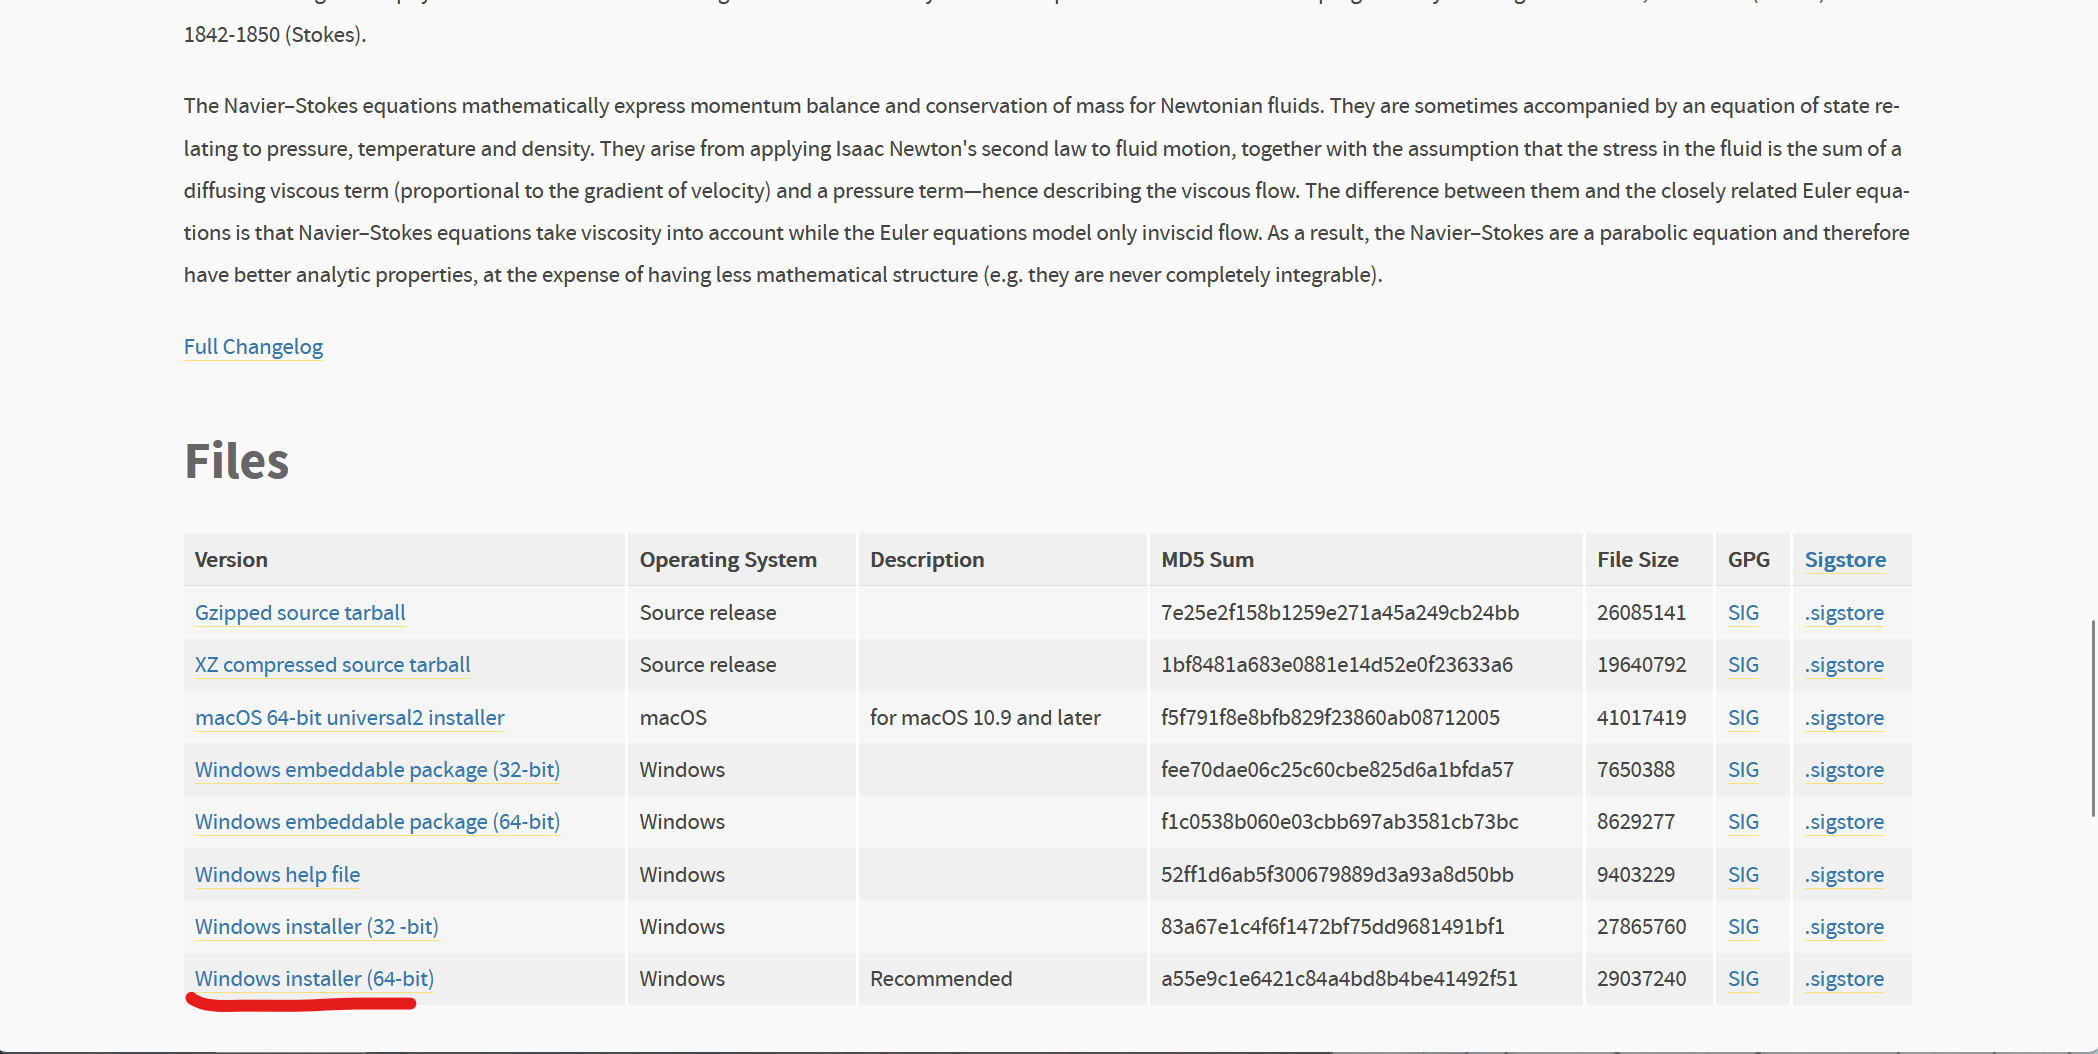 1842-1850 (Stokes).
The Navier–Stokes equations mathematically express momentum balance and conservation of mass for Newtonian fluids. They are sometimes accompanied by an equation of state re-
lating to pressure, temperature and density. They arise from applying Isaac Newton's second law to fluid motion, together with the assumption that the stress in the fluid is the sum of a
diffusing viscous term (proportional to the gradient of velocity) and a pressure term—hence describing the viscous flow. The difference between them and the closely related Euler equa-
tions is that Navier–Stokes equations take viscosity into account while the Euler equations model only inviscid flow. As a result, the Navier–Stokes are a parabolic equation and therefore
have better analytic properties, at the expense of having less mathematical structure (e.g. they are never completely integrable).
Full Changelog
Files
Version Operating System Description MD5 Sum File Size GPG Sigstore
Gzipped source tarball Source release 7e25e2f158b1259e271a45a249cb24bb 26085141 SIG .sigstore
XZ compressed source tarball Source release 1bf8481a683e0881e14d52e0f23633a6 19640792 SIG .sigstore
macOS 64-bit universal2 installer macOS for macOS 10.9 and later f5f791f8e8bfb829f23860ab08712005 41017419 SIG .sigstore
Windows embeddable package (32-bit) Windows fee70dae06c25c60cbe825d6a1bfda57 7650388 SIG .sigstore
Windows embeddable package (64-bit) Windows f1c0538b060e03cbb697ab3581cb73bc 8629277 SIG .sigstore
Windows help file Windows 52ff1d6ab5f300679889d3a93a8d50bb 9403229 SIG .sigstore
Windows installer (32 -bit) Windows 83a67e1c4f6f1472bf75dd9681491bf1 27865760 SIG .sigstore
Windows installer (64-bit) Windows Recommended a55e9c1e6421c84a4bd8b4be41492f51 29037240 SIG .sigstore